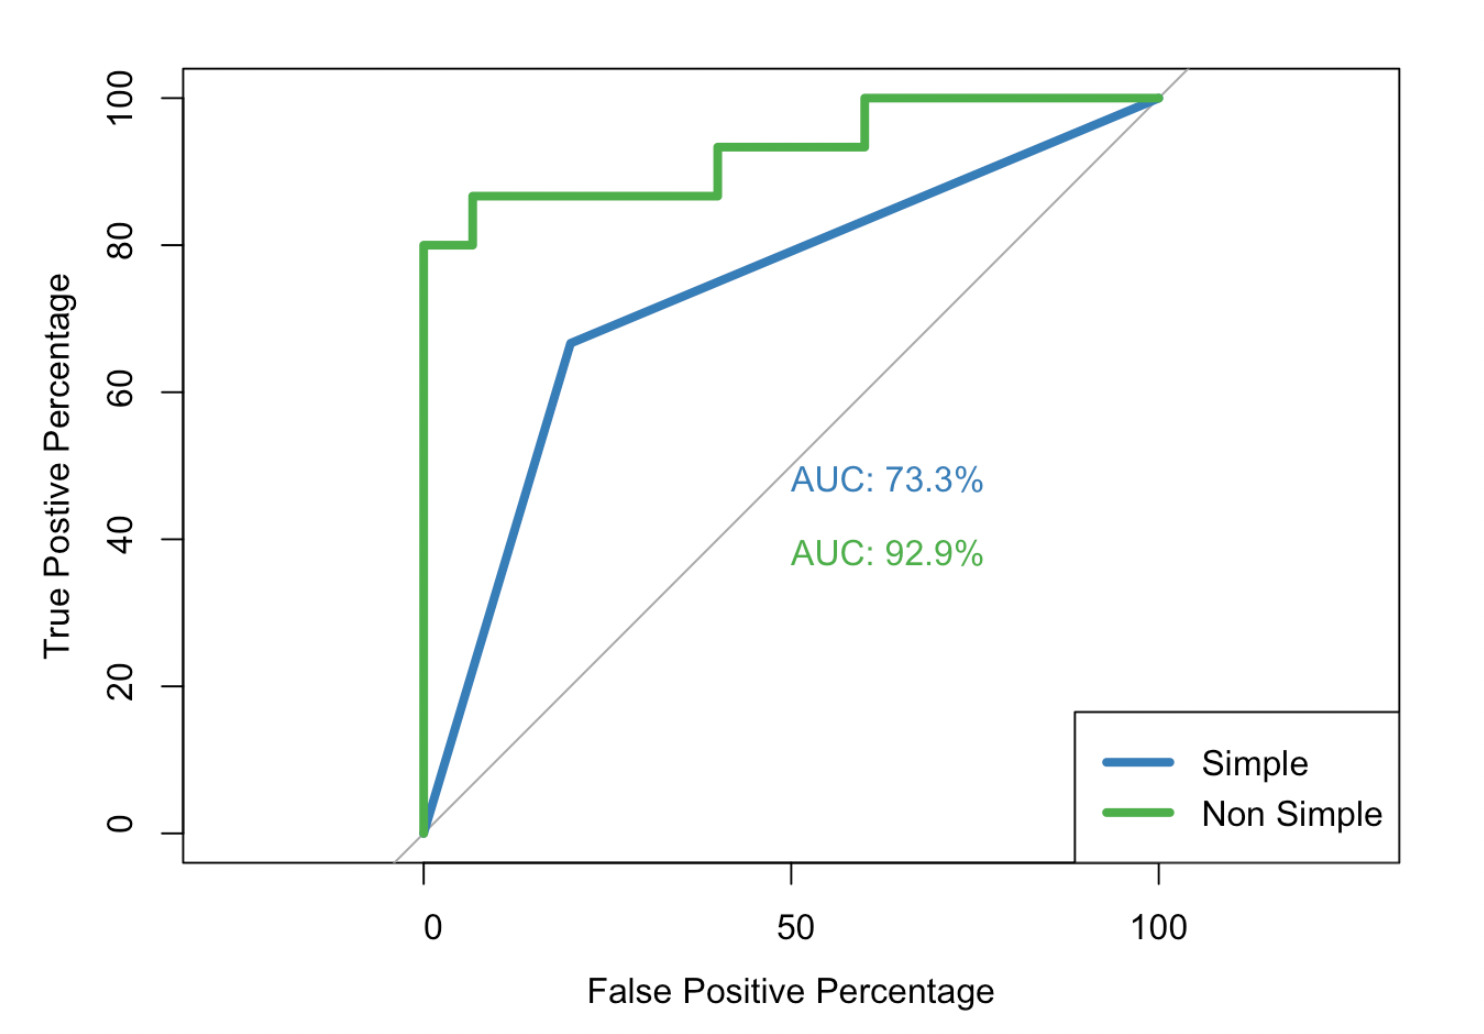 True Postive Percentage
100
80
60
40
20
0
AUC: 73.3%
AUC: 92.9%
Simple
Non Simple
0 50 100
False Positive Percentage